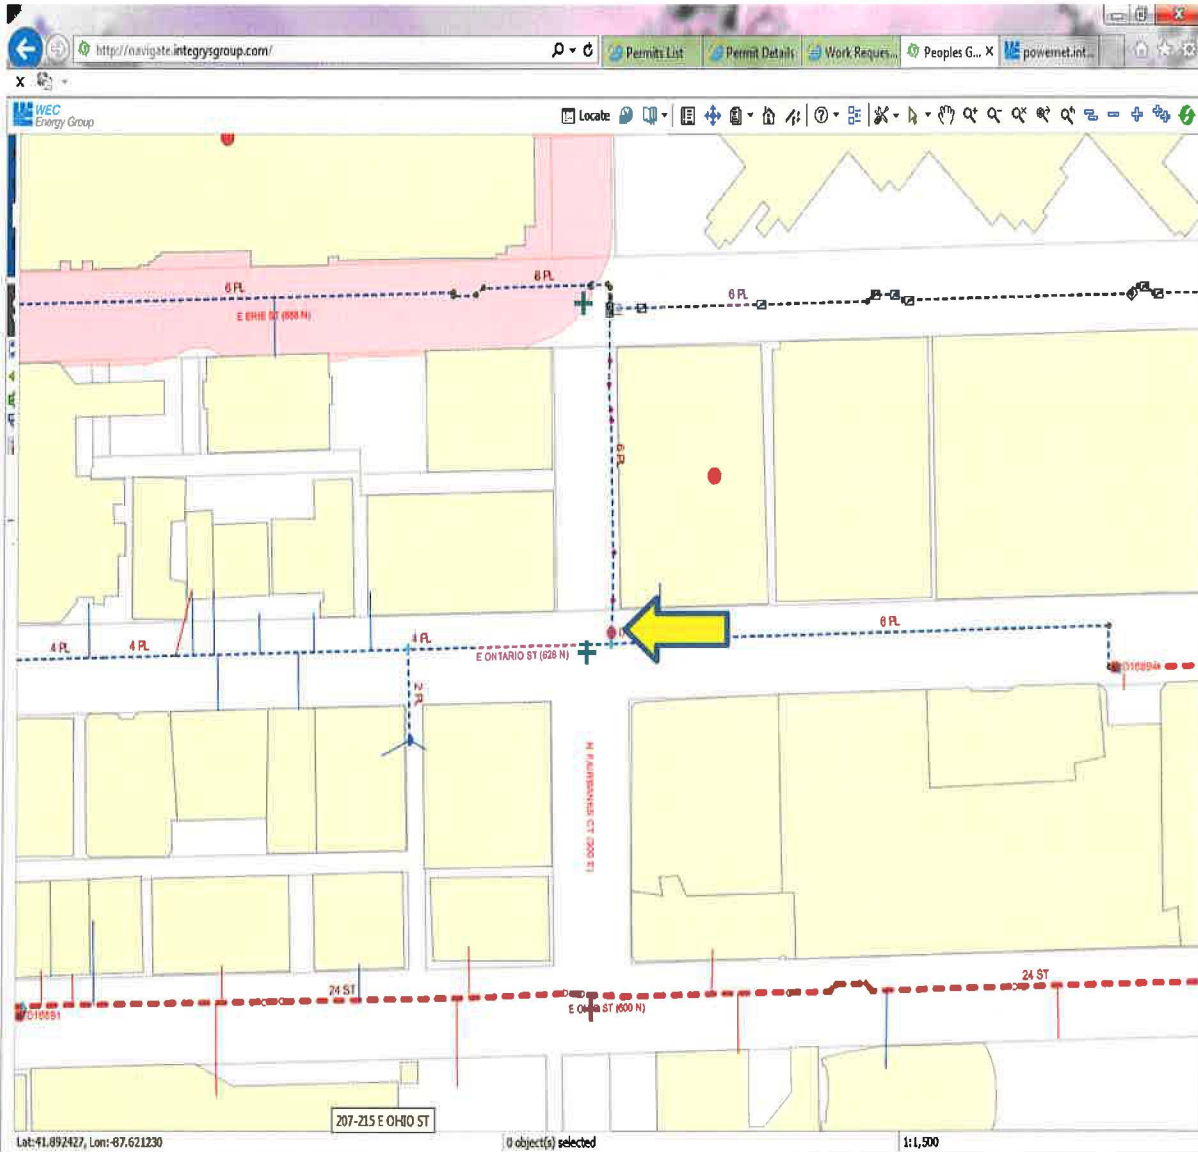 http://navigate.integrysgroup.com/
Permits List
Permit Details
Work Reques...
Peoples G... X
powernet.int...
X
WEC
Energy Group
Locate
6 PL
6 PL
6 PL
E ERIE ST (658 N)
6 PL
4 PL
4 PL
4 PL
E ONTARIO ST (628 N)
6 PL
D16894
2 PL
N FAIRBANKS CT (300 E)
24 ST
24 ST
D16891
E OHIO ST (600 N)
207-215 E OHIO ST
Lat:41.892427, Lon:-87.621230
0 object(s) selected
1:1,500